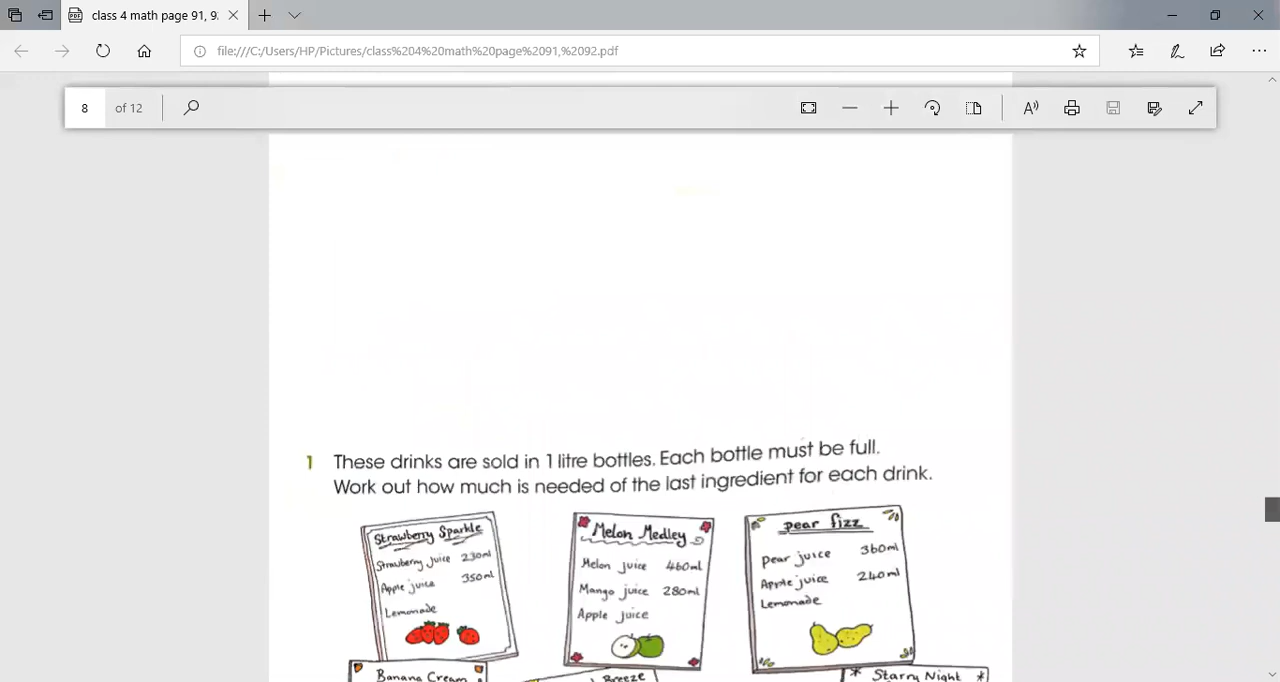 class 4 math page 91, 92
file:///C:/Users/HP/Pictures/class%204%20math%20page%2091,%2092.pdf
8 of 12
1 These drinks are sold in 1 litre bottles. Each bottle must be full.
Work out how much is needed of the last ingredient for each drink.
Strawberry Sparkle
Strawberry juice 230ml
Apple juice 350ml
Lemonade
Melon Medley
Melon juice 460ml
Mango juice 280ml
Apple juice
Pear fizz
Pear juice 360ml
Apple juice 240ml
Lemonade
Banana Cream
Breeze
Starry Night